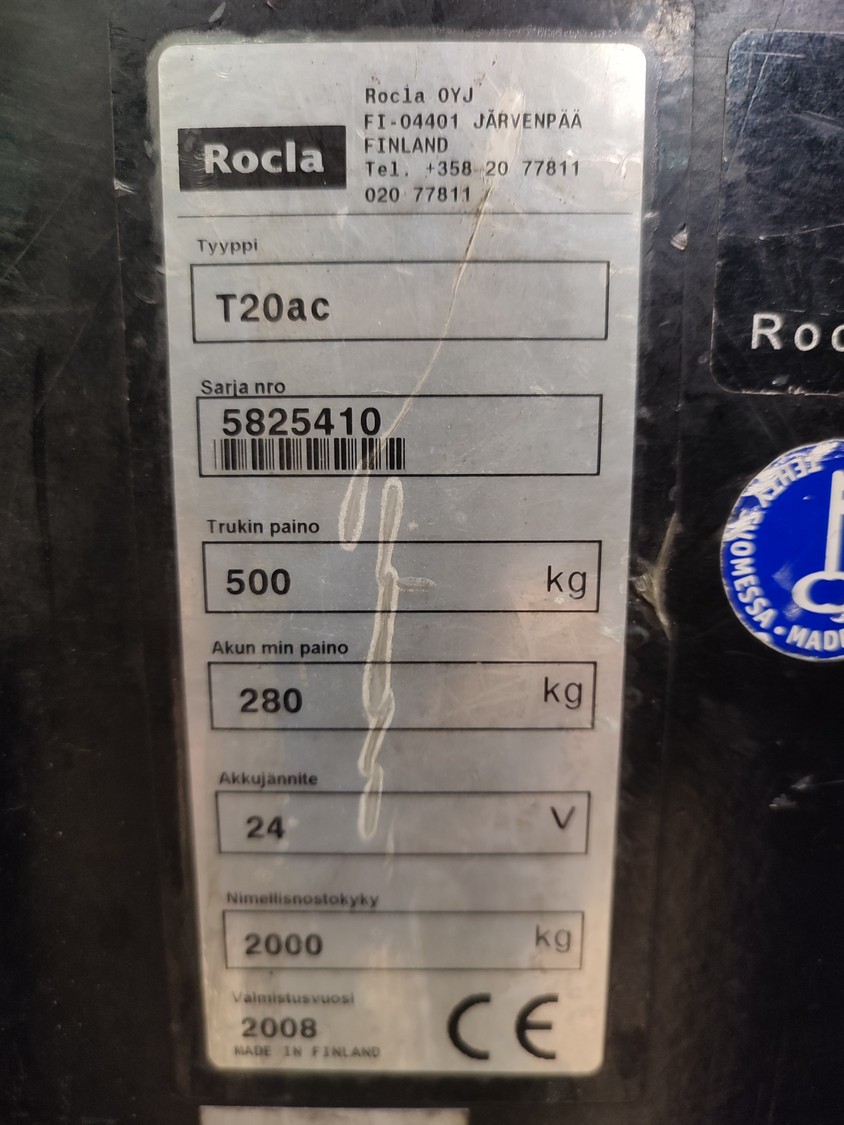 Rocla
Rocla OYJ
FI-04401 JÄRVENPÄÄ
FINLAND
Tel. +358 20 77811
020 77811
Tyyppi
T20ac
Sarja nro
5825410
Trukin paino
500 kg
Akun min paino
280 kg
Akkujännite
24 V
Nimellisnostokyky
2000 kg
Valmistusvuosi
2008
MADE IN FINLAND
CE
Roc
TEHTY SUOMESSA • MADE